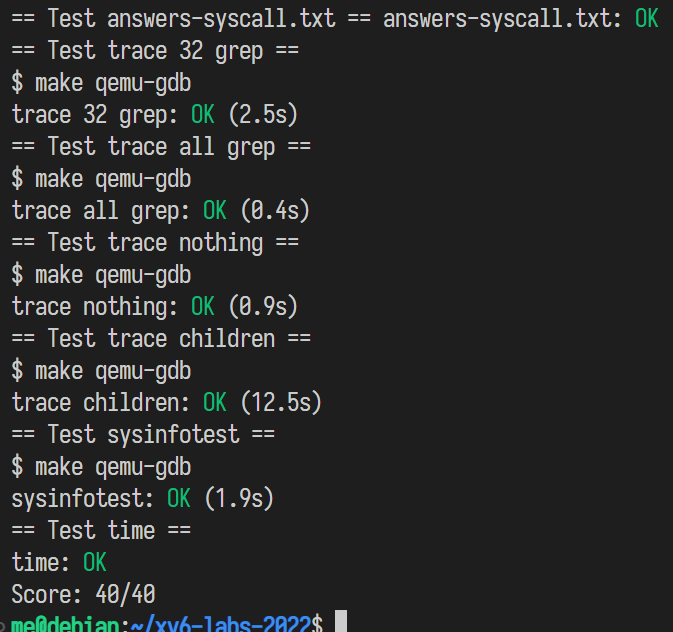 == Test answers-syscall.txt == answers-syscall.txt: OK
== Test trace 32 grep ==
$ make qemu-gdb
trace 32 grep: OK (2.5s)
== Test trace all grep ==
$ make qemu-gdb
trace all grep: OK (0.4s)
== Test trace nothing ==
$ make qemu-gdb
trace nothing: OK (0.9s)
== Test trace children ==
$ make qemu-gdb
trace children: OK (12.5s)
== Test sysinfotest ==
$ make qemu-gdb
sysinfotest: OK (1.9s)
== Test time ==
time: OK
Score: 40/40
me@debian:~/xv6-labs-2022$